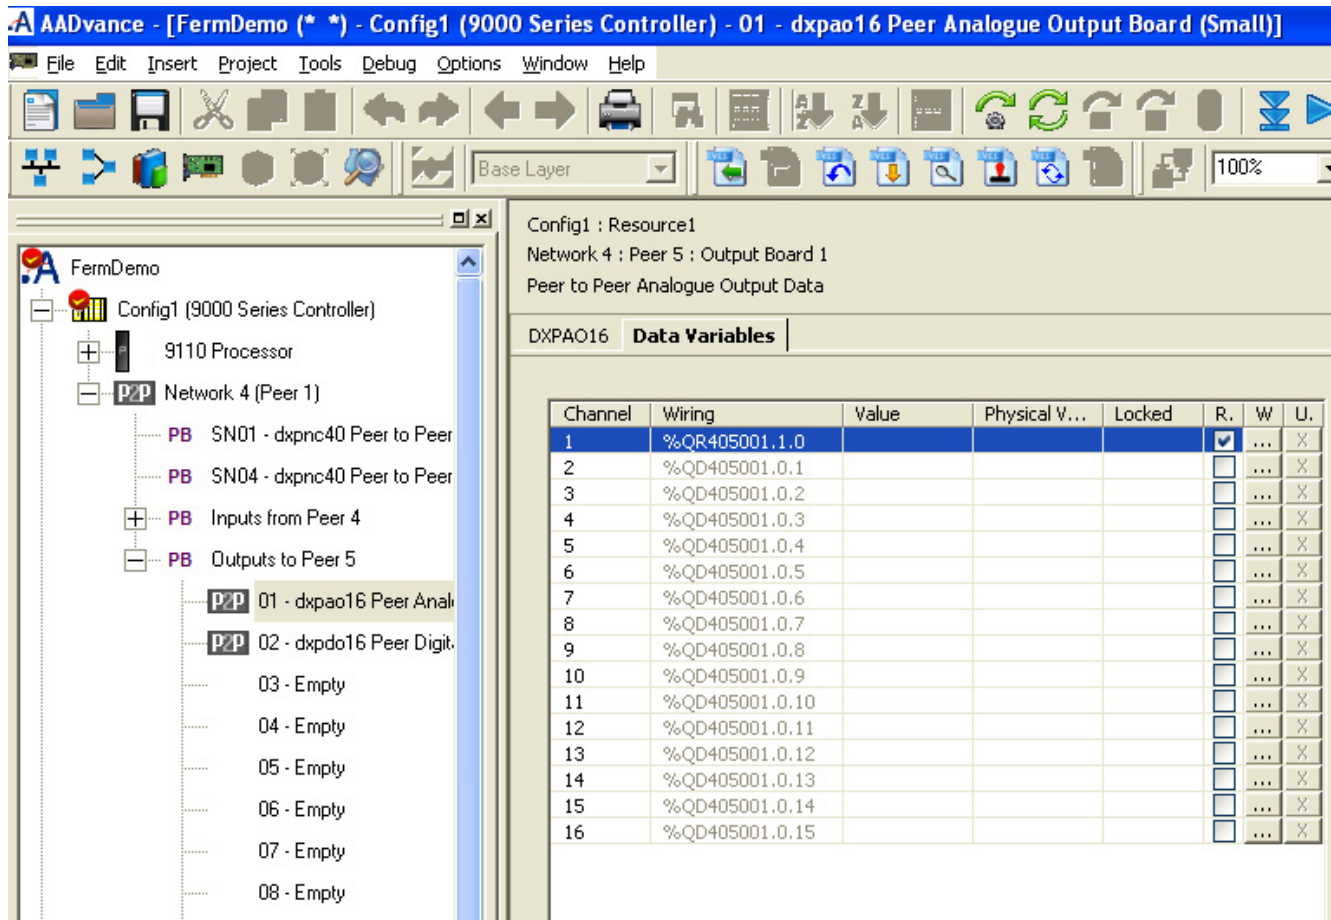 AADvance - [FermDemo (* *) - Config1 (9000 Series Controller) - 01 - dxpao16 Peer Analogue Output Board (Small)]
File Edit Insert Project Tools Debug Options Window Help
Base Layer
100%
FermDemo
Config1 (9000 Series Controller)
9110 Processor
P2P Network 4 (Peer 1)
PB SN01 - dxpnc40 Peer to Peer
PB SN04 - dxpnc40 Peer to Peer
PB Inputs from Peer 4
PB Outputs to Peer 5
P2P 01 - dxpao16 Peer Anal
P2P 02 - dxpdo16 Peer Digit
03 - Empty
04 - Empty
05 - Empty
06 - Empty
07 - Empty
08 - Empty
Config1 : Resource1
Network 4 : Peer 5 : Output Board 1
Peer to Peer Analogue Output Data
DXPAO16 Data Variables
Channel Wiring Value Physical V... Locked R. W U.
1 %QR405001.1.0 ... X
2 %QD405001.0.1 ... X
3 %QD405001.0.2 ... X
4 %QD405001.0.3 ... X
5 %QD405001.0.4 ... X
6 %QD405001.0.5 ... X
7 %QD405001.0.6 ... X
8 %QD405001.0.7 ... X
9 %QD405001.0.8 ... X
10 %QD405001.0.9 ... X
11 %QD405001.0.10 ... X
12 %QD405001.0.11 ... X
13 %QD405001.0.12 ... X
14 %QD405001.0.13 ... X
15 %QD405001.0.14 ... X
16 %QD405001.0.15 ... X